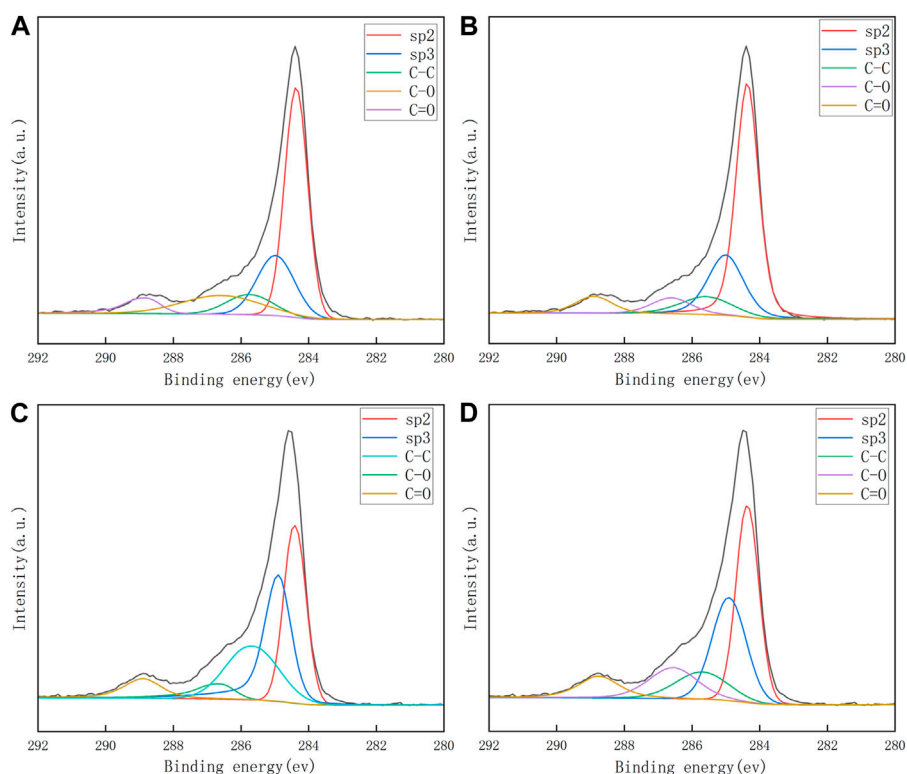 A
sp2
sp3
C-C
C-O
C=O
Intensity(a.u.)
292 290 288 286 284 282 280
Binding energy(ev)
B
sp2
sp3
C-C
C-O
C=O
Intensity(a.u.)
292 290 288 286 284 282 280
Binding energy(ev)
C
sp2
sp3
C-C
C-O
C=O
Intensity(a.u.)
292 290 288 286 284 282 280
Binding energy(ev)
D
sp2
sp3
C-C
C-O
C=O
Intensity(a.u.)
292 290 288 286 284 282 280
Binding energy(ev)